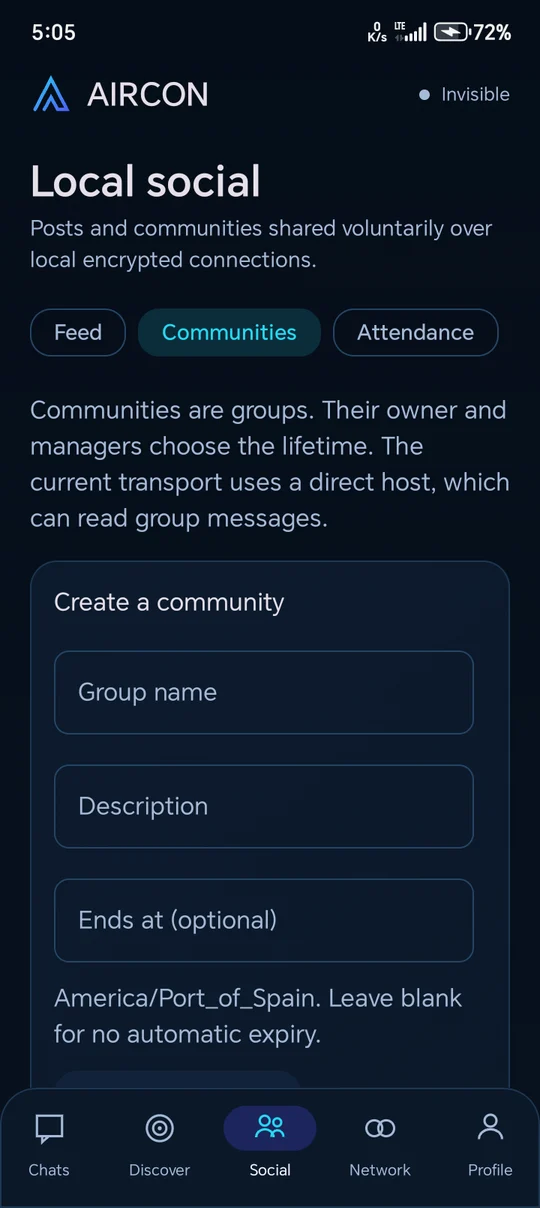 5:05
0 K/s LTE 72%
AIRCON
Invisible
Local social
Posts and communities shared voluntarily over
local encrypted connections.
Feed Communities Attendance
Communities are groups. Their owner and
managers choose the lifetime. The
current transport uses a direct host, which
can read group messages.
Create a community
Group name
Description
Ends at (optional)
America/Port_of_Spain. Leave blank
for no automatic expiry.
Chats Discover Social Network Profile